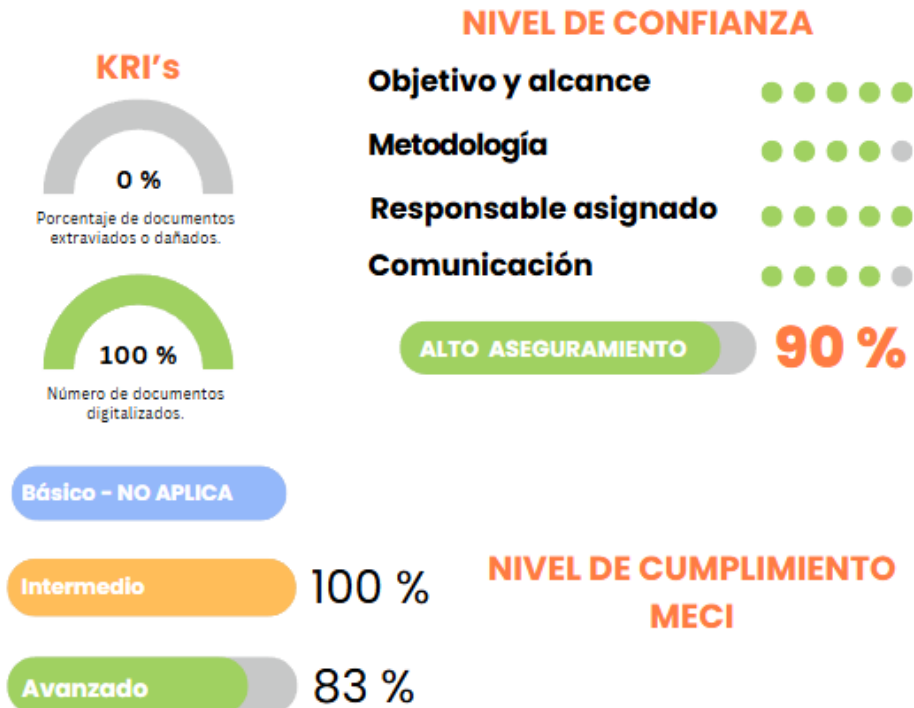 KRI's
0 %
Porcentaje de documentos
extraviados o dañados.
100 %
Número de documentos
digitalizados.
NIVEL DE CONFIANZA
Objetivo y alcance
Metodología
Responsable asignado
Comunicación
ALTO ASEGURAMIENTO
90 %
Básico - NO APLICA
Intermedio
100 %
Avanzado
83 %
NIVEL DE CUMPLIMIENTO
MECI